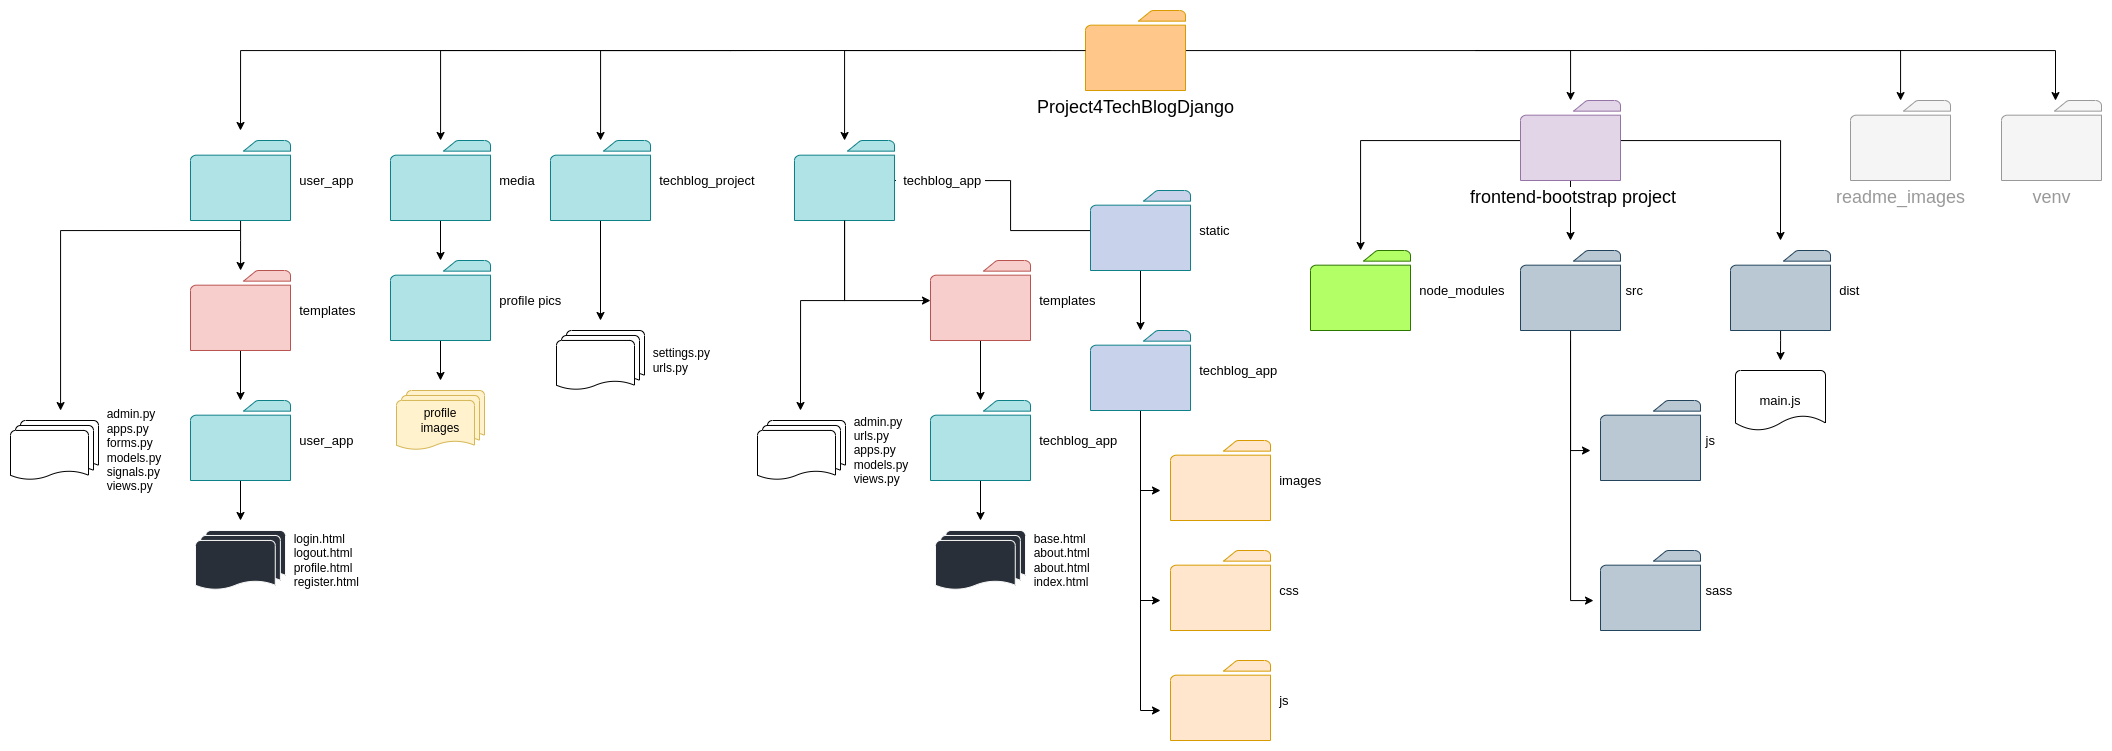 Project4TechBlogDjango
user_app
media
techblog_project
techblog_app
frontend-bootstrap project
readme_images
venv
static
templates
profile pics
templates
node_modules
src
dist
settings.py
urls.py
techblog_app
main.js
admin.py
apps.py
forms.py
models.py
signals.py
views.py
user_app
profile
images
admin.py
urls.py
apps.py
models.py
views.py
techblog_app
js
images
login.html
logout.html
profile.html
register.html
base.html
about.html
about.html
index.html
css
sass
js